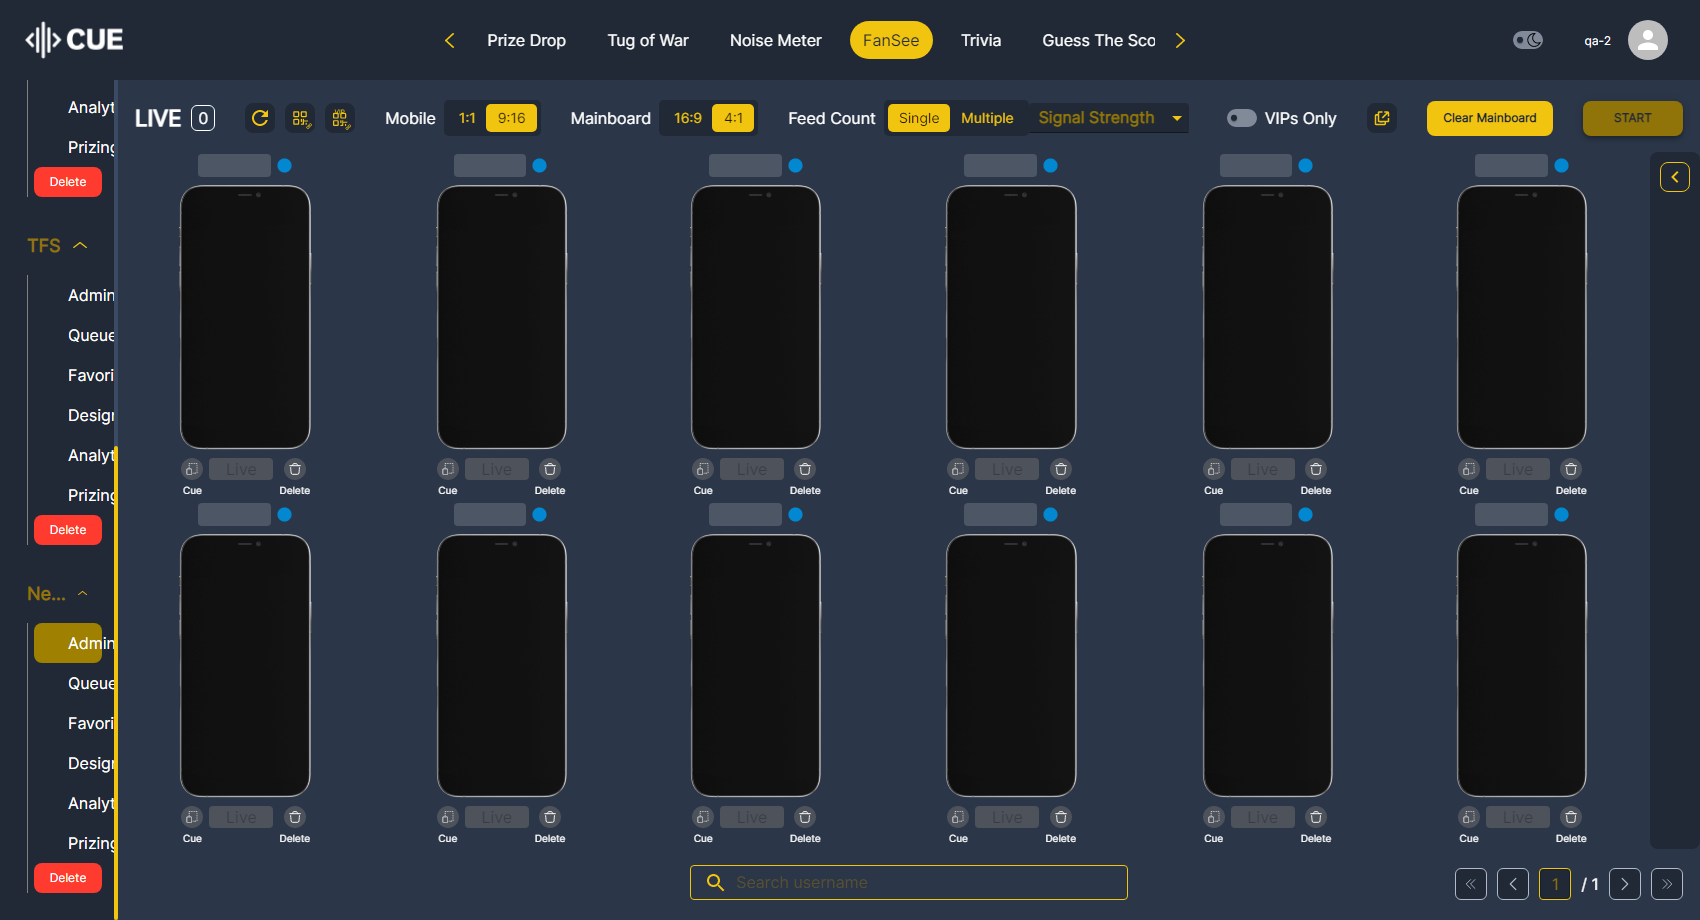 CUE
Prize Drop
Tug of War
Noise Meter
FanSee
Trivia
Guess The Sco
qa-2
Analyt
Prizing
Delete
TFS
Admin
Queue
Favori
Design
Analyt
Prizing
Delete
Ne...
Admin
Queue
Favori
Design
Analyt
Prizing
Delete
LIVE 0
Mobile 1:1 9:16
Mainboard 16:9 4:1
Feed Count Single Multiple
Signal Strength
VIPs Only
Clear Mainboard
START
Live Live Live Live Live Live
Cue Delete Cue Delete Cue Delete Cue Delete Cue Delete Cue Delete
Live Live Live Live Live Live
Cue Delete Cue Delete Cue Delete Cue Delete Cue Delete Cue Delete
Search username
1 / 1